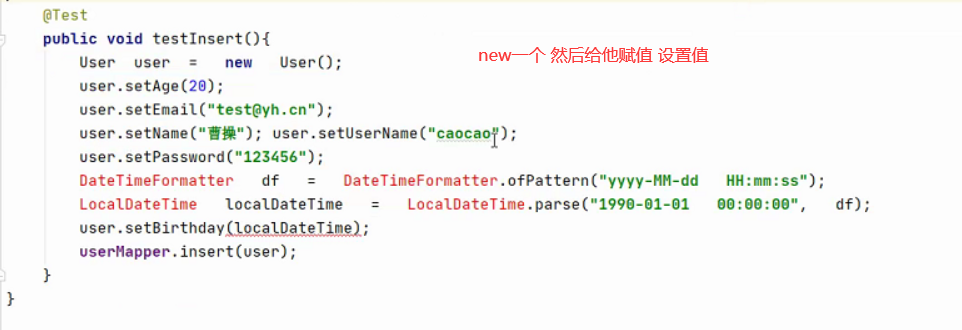 @Test
public void testInsert(){
new一个 然后给他赋值 设置值
User user = new User();
user.setAge(20);
user.setEmail("test@yh.cn");
user.setName("曹操"); user.setUserName("caocao");
user.setPassword("123456");
DateTimeFormatter df = DateTimeFormatter.ofPattern("yyyy-MM-dd HH:mm:ss");
LocalDateTime localDateTime = LocalDateTime.parse("1990-01-01 00:00:00", df);
user.setBirthday(localDateTime);
userMapper.insert(user);
}
}